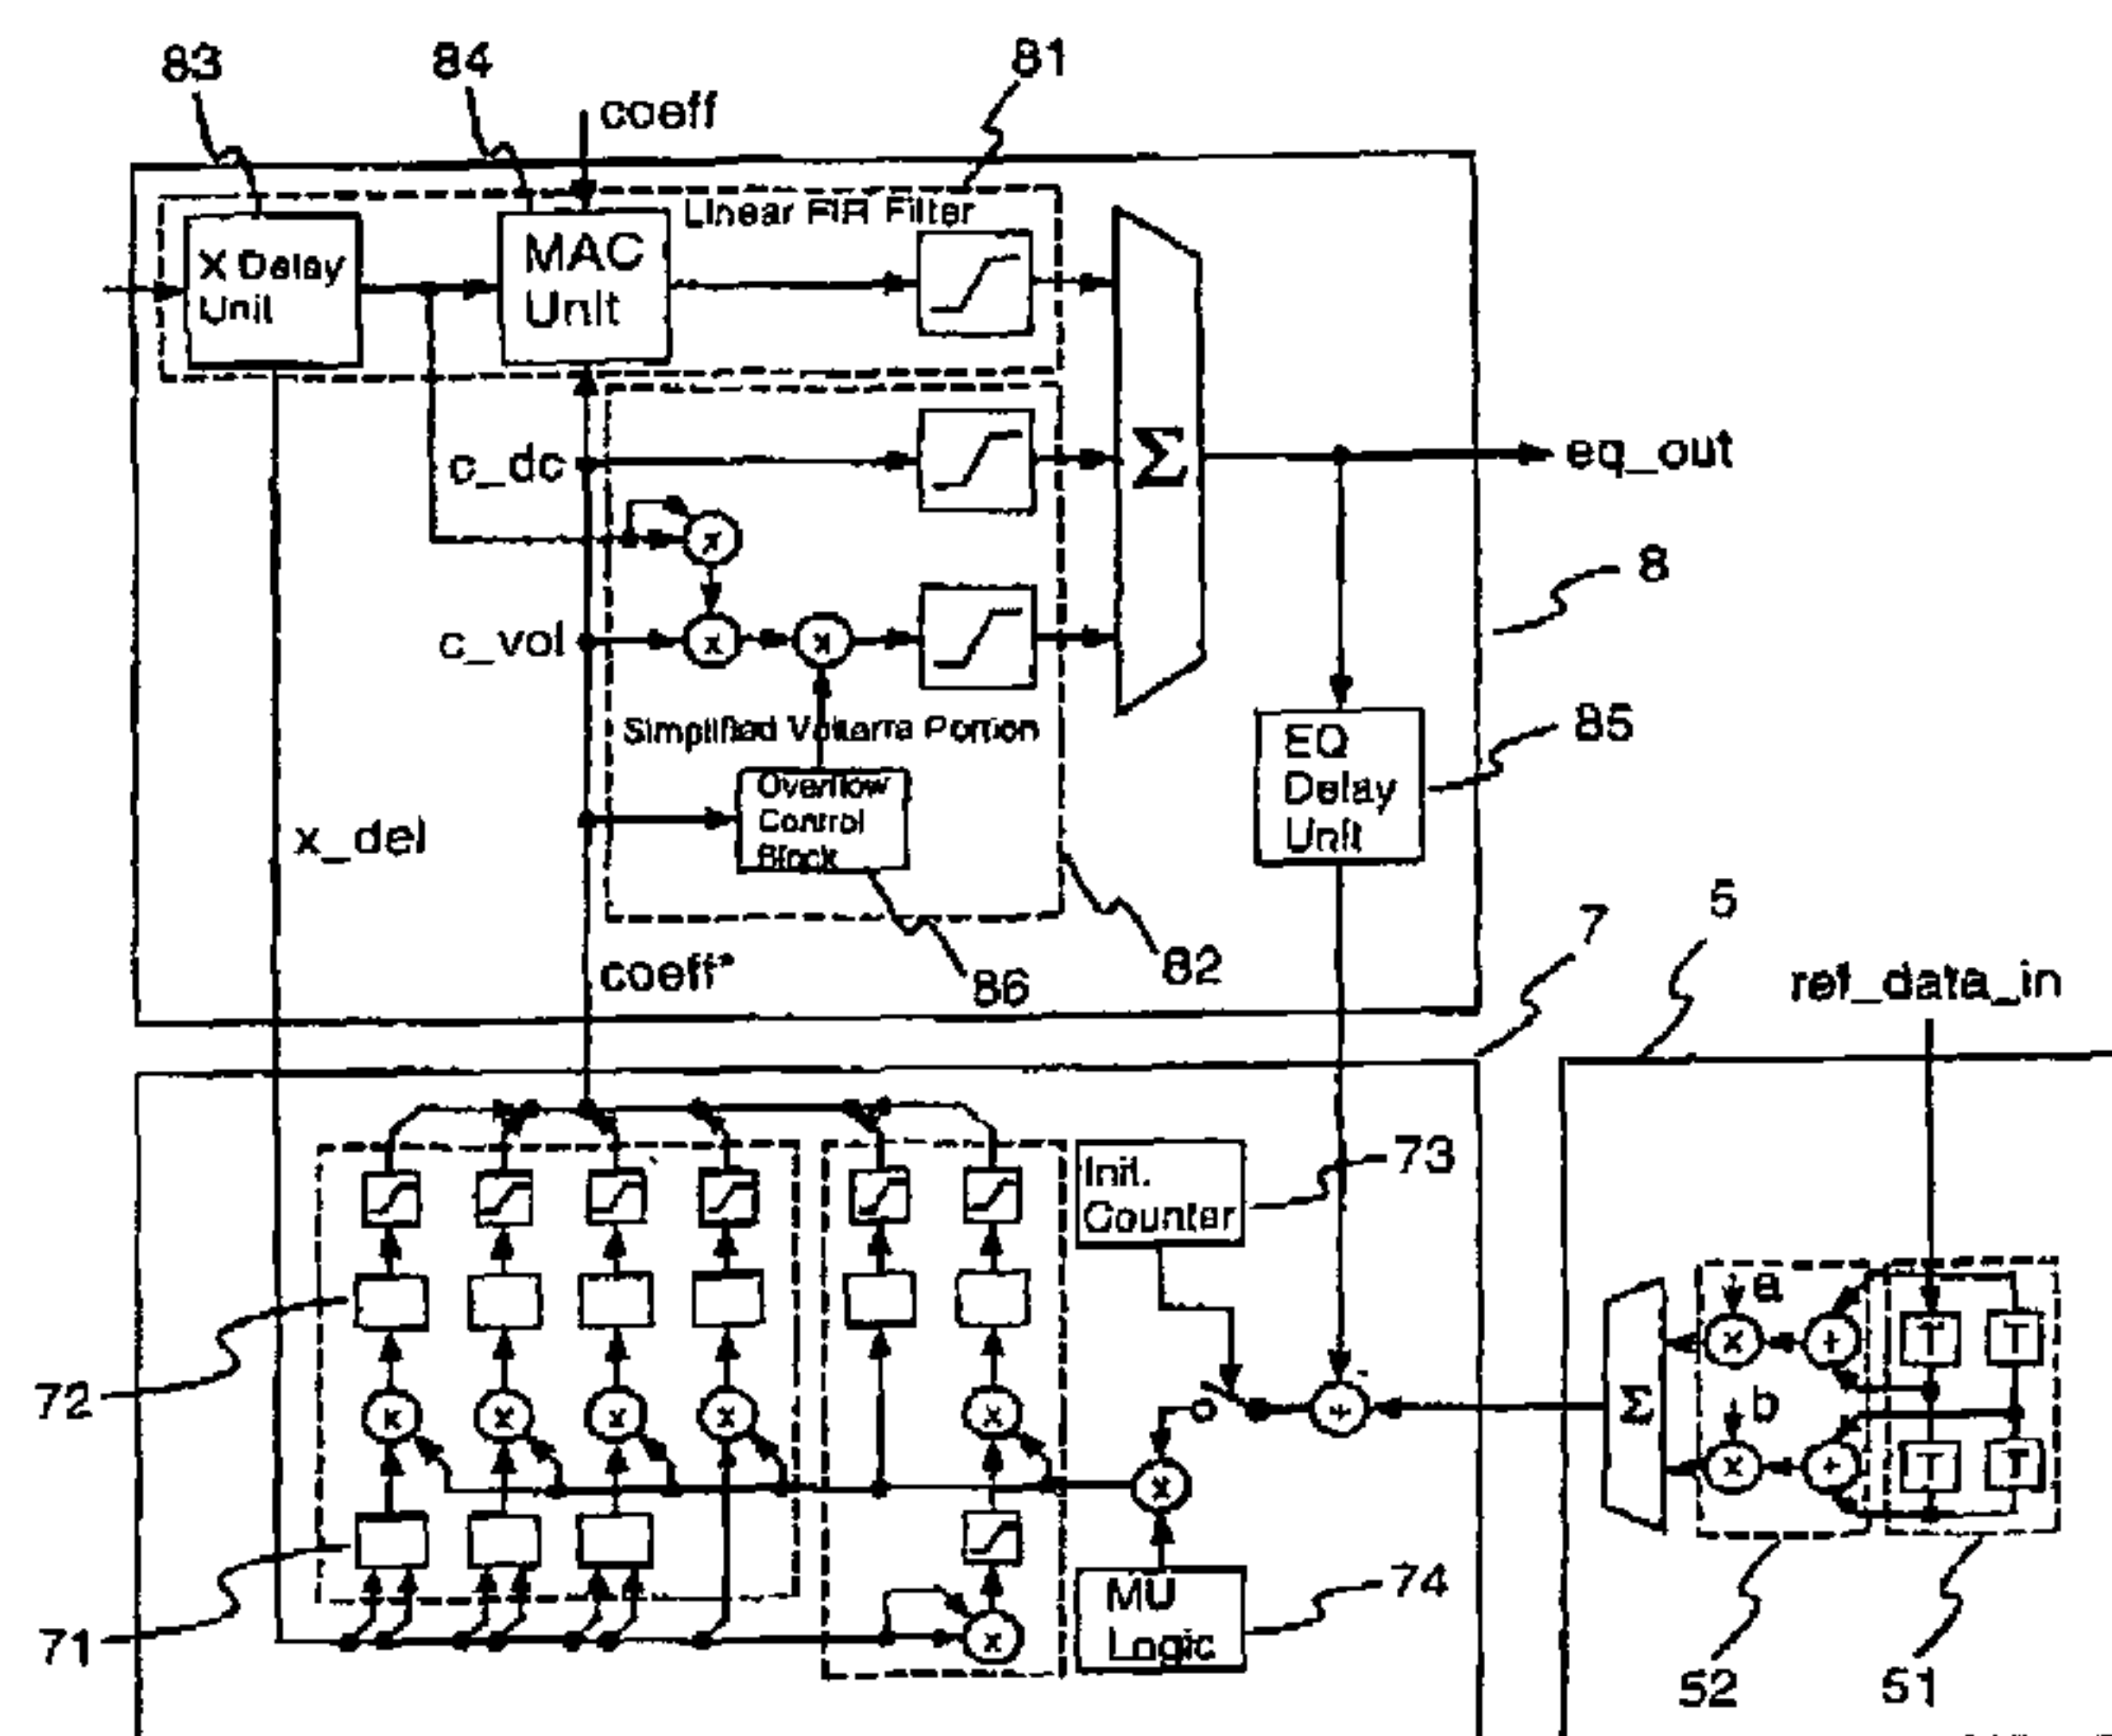 83
84
81
coeff
Linear FIR Filter
X Delay
Unit
MAC
Unit
c_dc
Σ
eq_out
x
8
c_vol
x
x
Simplified Volterra Portion
85
EQ
Delay
Unit
Overflow
Control
Block
x_del
5
7
82
coeff*
86
ref_data_in
73
Init.
Counter
a
x
+
T
T
72
x
x
x
x
x
+
Σ
b
x
+
T
T
x
71
MU
Logic
74
x
52
51